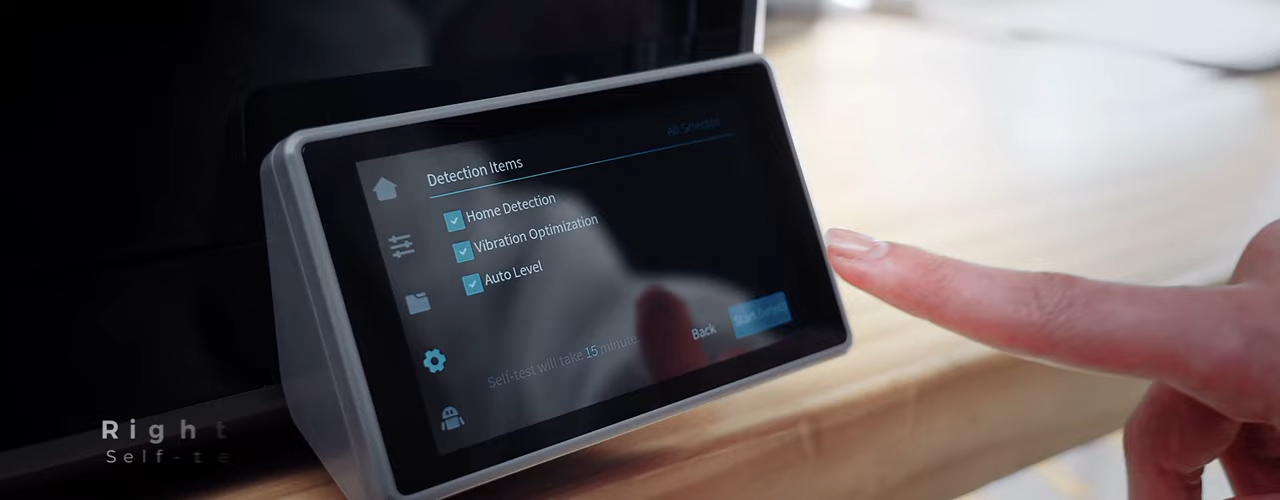 All Selected
Detection Items
Home Detection
Vibration Optimization
Auto Level
Self-test will take 15 minute
Back
Start Detect
Right
Self-te